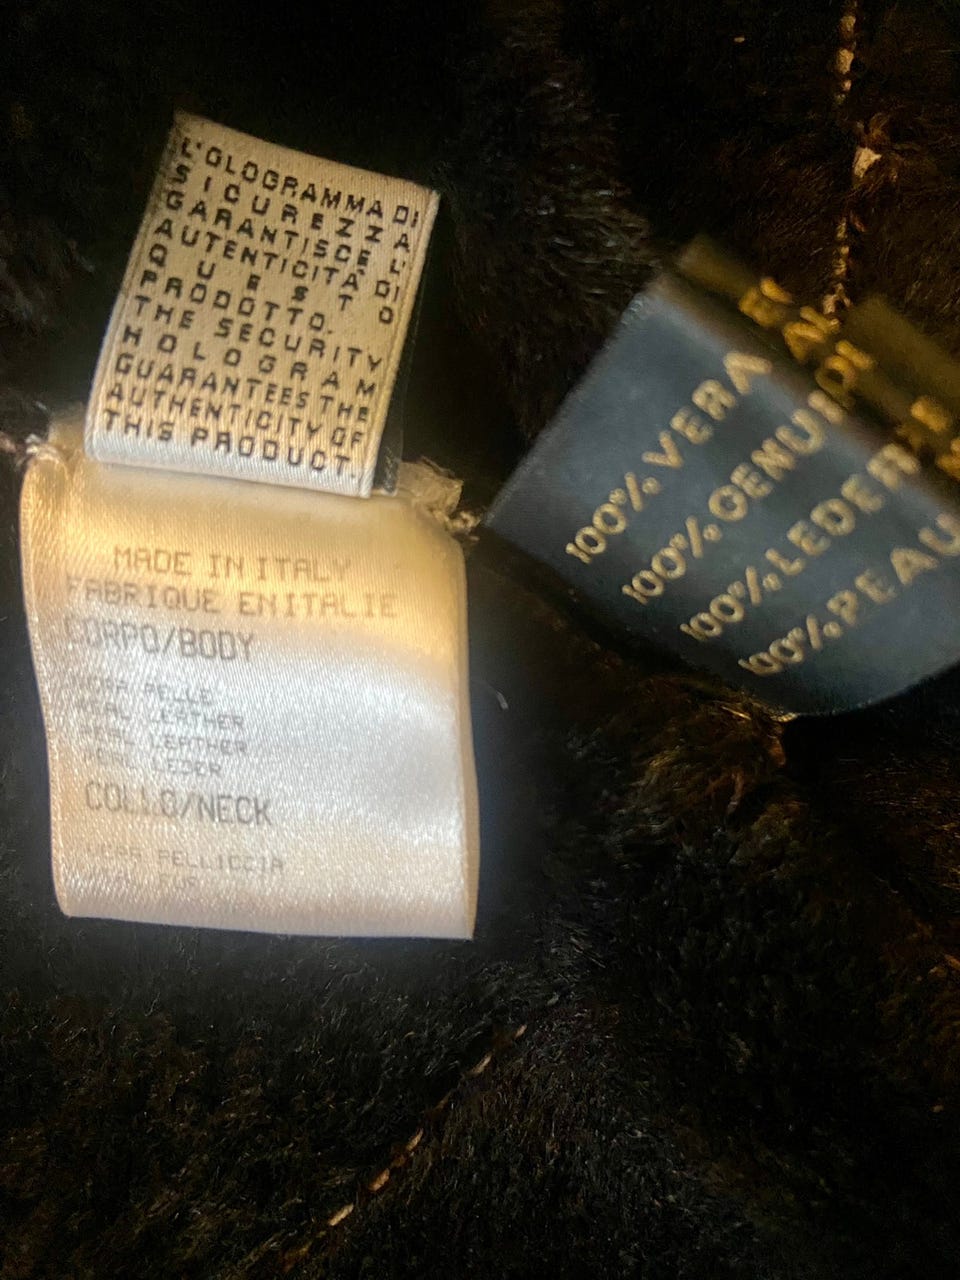 L'OLOGRAMMA DI
SICUREZZA
GARANTISCE L'
AUTENTICITÀ DI
QUESTO
PRODOTTO.
THE SECURITY
HOLOGRAM
GUARANTEES THE
AUTHENTICITY OF
THIS PRODUCT.
MADE IN ITALY
FABRIQUE EN ITALIE
CORPO/BODY
VERA PELLE
REAL LEATHER
REAL LEATHER
REAL LEDER
COLLO/NECK
VERA PELLICCIA
100% VERA
100% GENUI
100% LEDER
100% PEAU